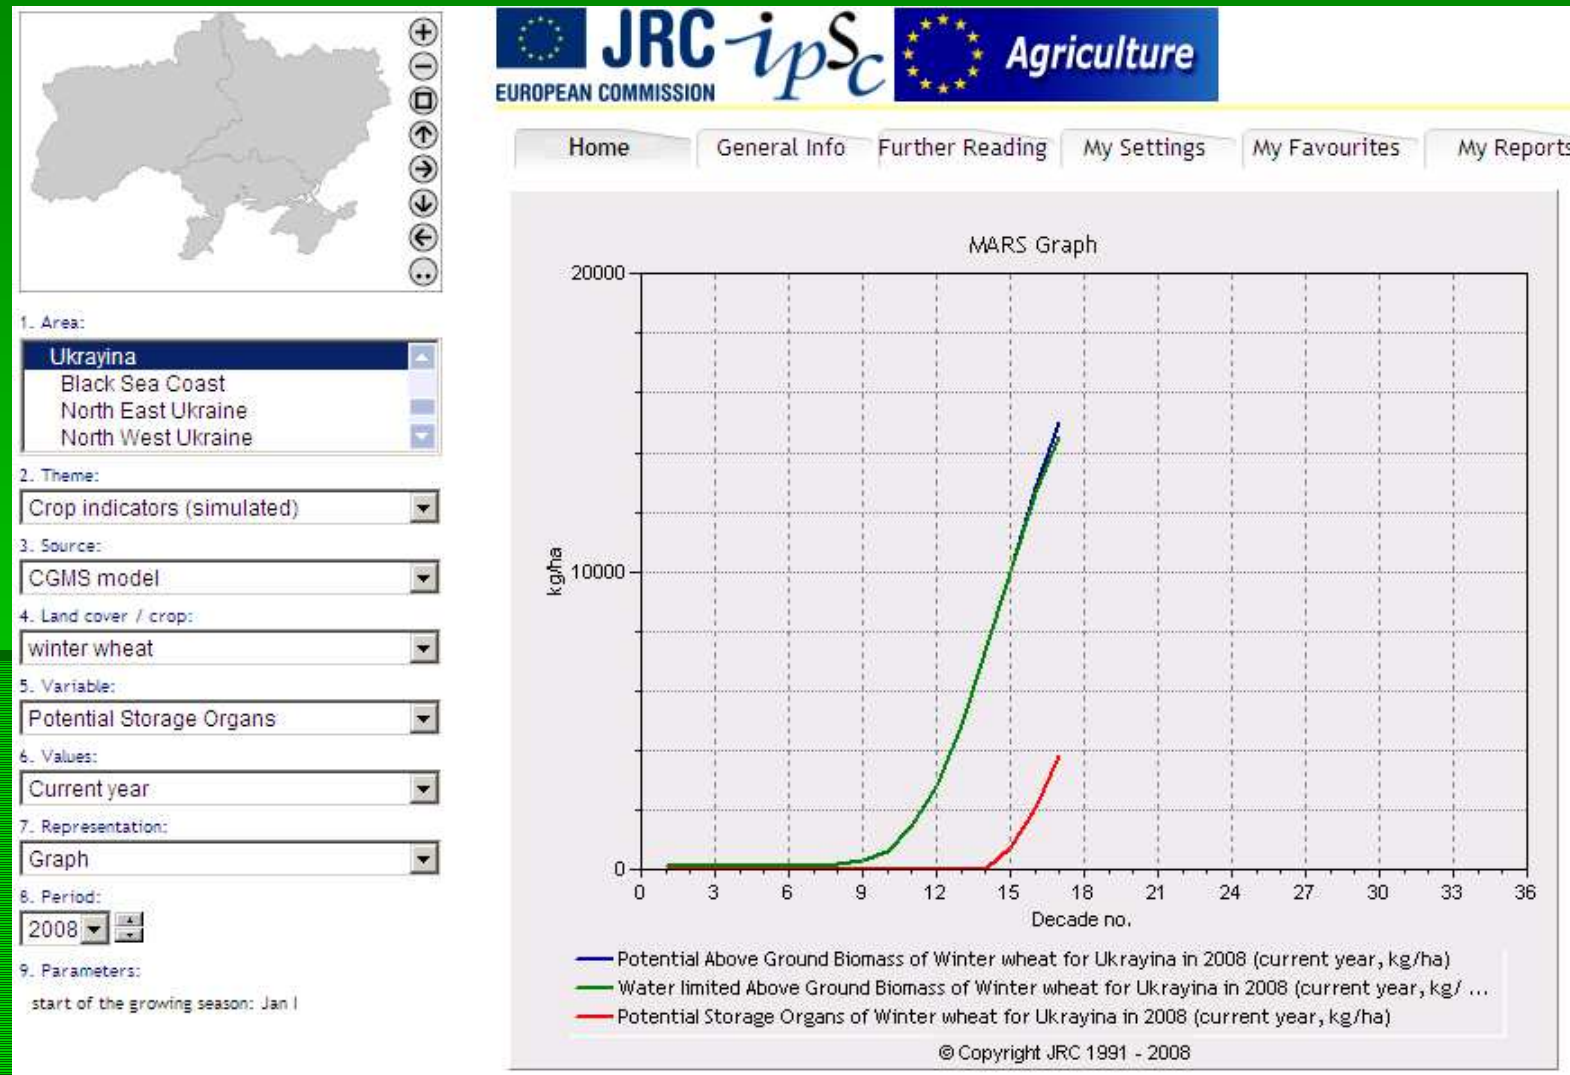 1. Area:
Ukrayina
Black Sea Coast
North East Ukraine
North West Ukraine
2. Theme:
Crop indicators (simulated)
3. Source:
CGMS model
4. Land cover / crop:
winter wheat
5. Variable:
Potential Storage Organs
6. Values:
Current year
7. Representation:
Graph
8. Period:
2008
9. Parameters:
start of the growing season: Jan I
JRC ipsc
EUROPEAN COMMISSION
Agriculture
Home General Info Further Reading My Settings My Favourites My Reports
MARS Graph
20000
10000
0
kg/ha
0 3 6 9 12 15 18 21 24 27 30 33 36
Decade no.
Potential Above Ground Biomass of Winter wheat for Ukrayina in 2008 (current year, kg/ha)
Water limited Above Ground Biomass of Winter wheat for Ukrayina in 2008 (current year, kg/ ...
Potential Storage Organs of Winter wheat for Ukrayina in 2008 (current year, kg/ha)
© Copyright JRC 1991 - 2008